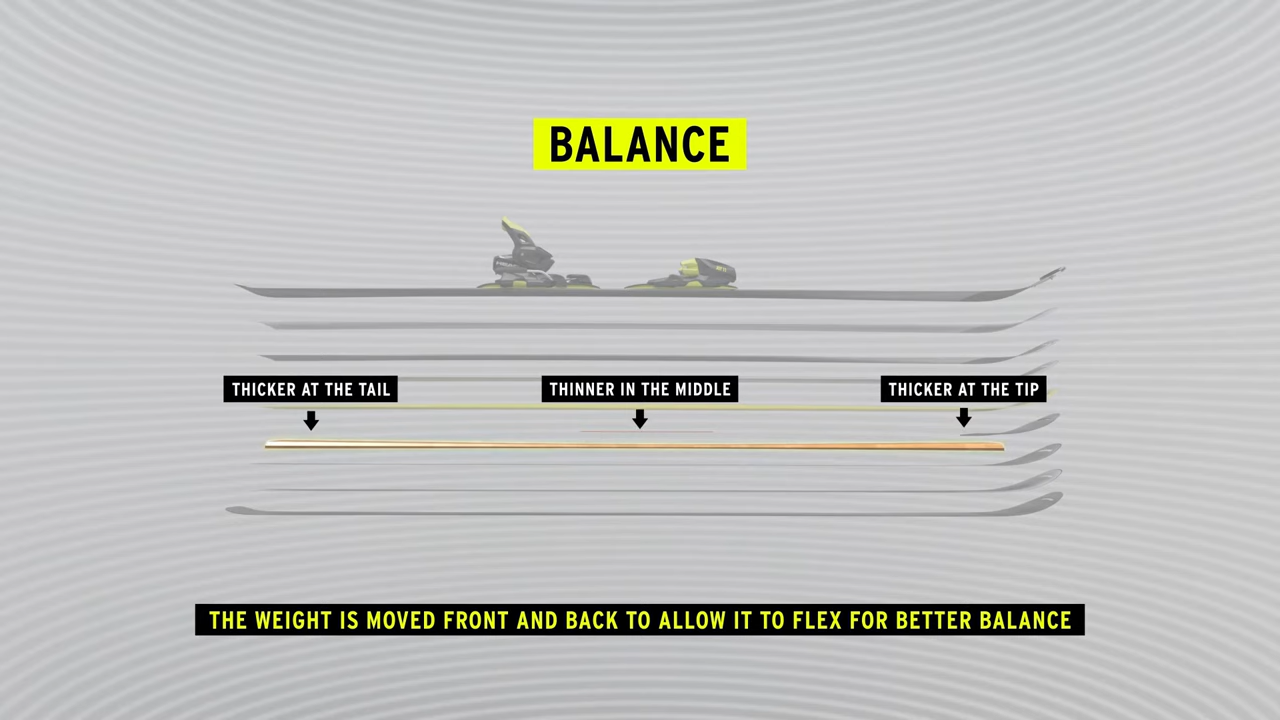 BALANCE
THICKER AT THE TAIL
THINNER IN THE MIDDLE
THICKER AT THE TIP
THE WEIGHT IS MOVED FRONT AND BACK TO ALLOW IT TO FLEX FOR BETTER BALANCE